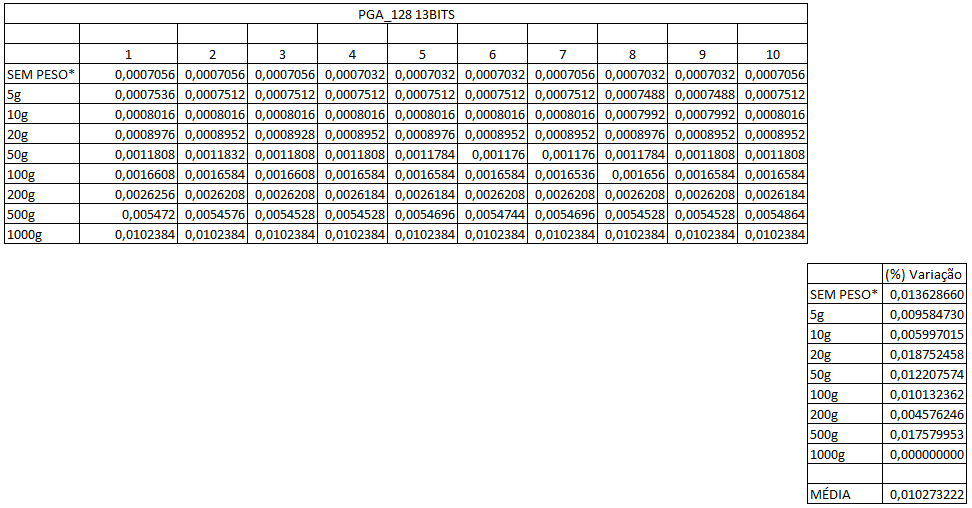 PGA_128 13BITS
1 2 3 4 5 6 7 8 9 10
SEM PESO* 0,0007056 0,0007056 0,0007056 0,0007032 0,0007032 0,0007032 0,0007056 0,0007032 0,0007032 0,0007056
5g 0,0007536 0,0007512 0,0007512 0,0007512 0,0007512 0,0007512 0,0007512 0,0007488 0,0007488 0,0007512
10g 0,0008016 0,0008016 0,0008016 0,0008016 0,0008016 0,0008016 0,0008016 0,0007992 0,0007992 0,0008016
20g 0,0008976 0,0008952 0,0008928 0,0008952 0,0008976 0,0008952 0,0008952 0,0008976 0,0008952 0,0008952
50g 0,0011808 0,0011832 0,0011808 0,0011808 0,0011784 0,001176 0,001176 0,0011784 0,0011808 0,0011808
100g 0,0016608 0,0016584 0,0016608 0,0016584 0,0016584 0,0016584 0,0016536 0,001656 0,0016584 0,0016584
200g 0,0026256 0,0026208 0,0026208 0,0026184 0,0026184 0,0026208 0,0026208 0,0026208 0,0026208 0,0026184
500g 0,005472 0,0054576 0,0054528 0,0054528 0,0054696 0,0054744 0,0054696 0,0054528 0,0054528 0,0054864
1000g 0,0102384 0,0102384 0,0102384 0,0102384 0,0102384 0,0102384 0,0102384 0,0102384 0,0102384 0,0102384
(%) Variação
SEM PESO* 0,013628660
5g 0,009584730
10g 0,005997015
20g 0,018752458
50g 0,012207574
100g 0,010132362
200g 0,004576246
500g 0,017579953
1000g 0,000000000
MÉDIA 0,010273222